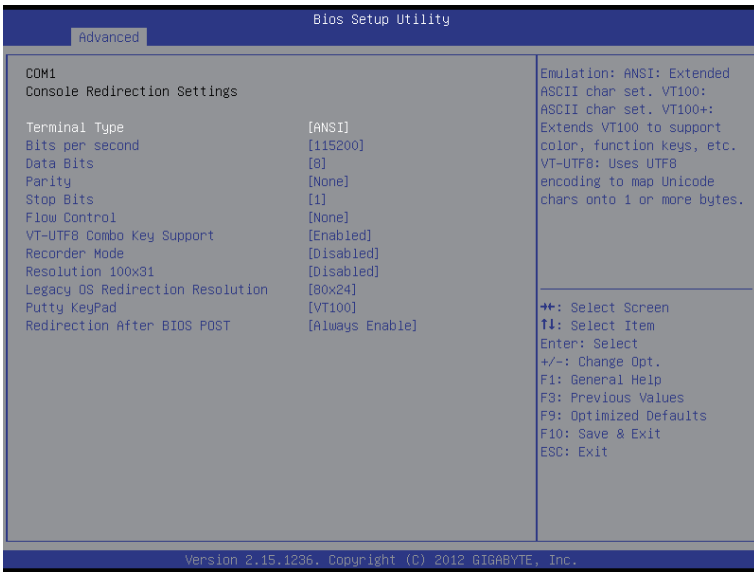 Bios Setup Utility
Advanced
COM1
Console Redirection Settings
Terminal Type [ANSI]
Bits per second [115200]
Data Bits [8]
Parity [None]
Stop Bits [1]
Flow Control [None]
VT-UTF8 Combo Key Support [Enabled]
Recorder Mode [Disabled]
Resolution 100x31 [Disabled]
Legacy OS Redirection Resolution [80x24]
Putty KeyPad [VT100]
Redirection After BIOS POST [Always Enable]
Emulation: ANSI: Extended
ASCII char set. VT100:
ASCII char set. VT100+:
Extends VT100 to support
color, function keys, etc.
VT-UTF8: Uses UTF8
encoding to map Unicode
chars onto 1 or more bytes.
→←: Select Screen
↑↓: Select Item
Enter: Select
+/-: Change Opt.
F1: General Help
F3: Previous Values
F9: Optimized Defaults
F10: Save & Exit
ESC: Exit
Version 2.15.1236. Copyright (C) 2012 GIGABYTE, Inc.